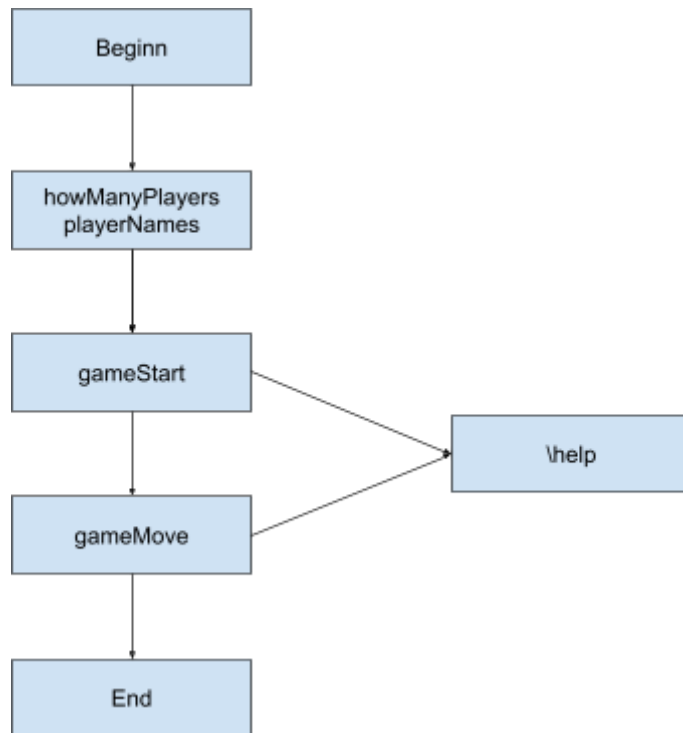 Beginn
howManyPlayers
playerNames
gameStart
\help
gameMove
End